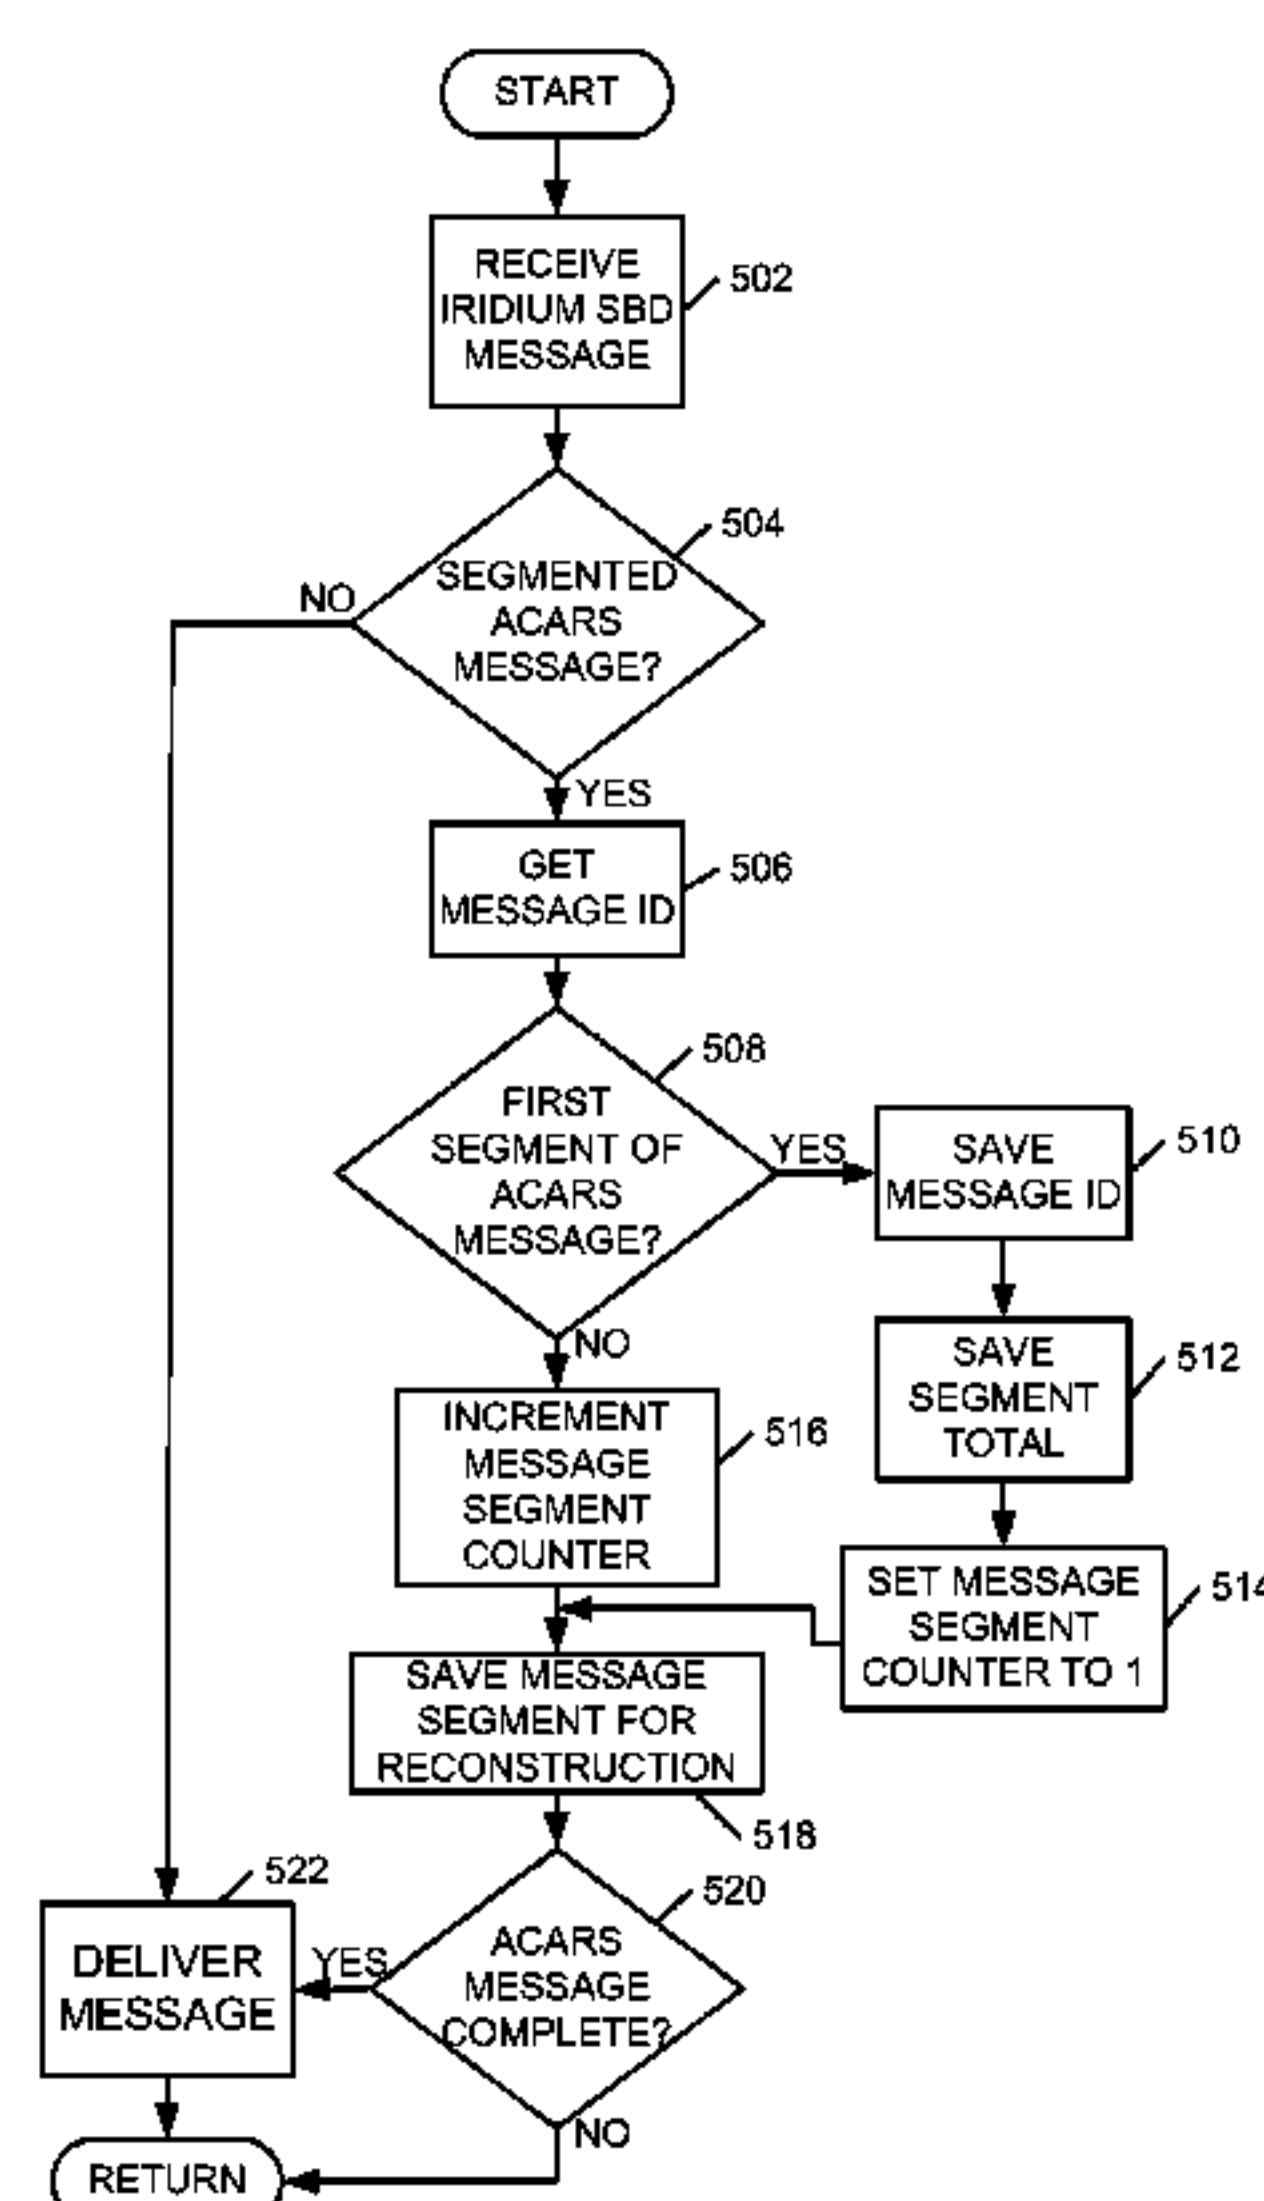 START
RECEIVE
IRIDIUM SBD
MESSAGE
502
504
SEGMENTED
ACARS
MESSAGE?
NO
YES
GET
MESSAGE ID
506
508
FIRST
SEGMENT OF
ACARS
MESSAGE?
YES
SAVE
MESSAGE ID
510
NO
SAVE
SEGMENT
TOTAL
512
INCREMENT
MESSAGE
SEGMENT
COUNTER
516
SET MESSAGE
SEGMENT
COUNTER TO 1
514
SAVE MESSAGE
SEGMENT FOR
RECONSTRUCTION
518
520
ACARS
MESSAGE
COMPLETE?
YES
522
DELIVER
MESSAGE
NO
RETURN